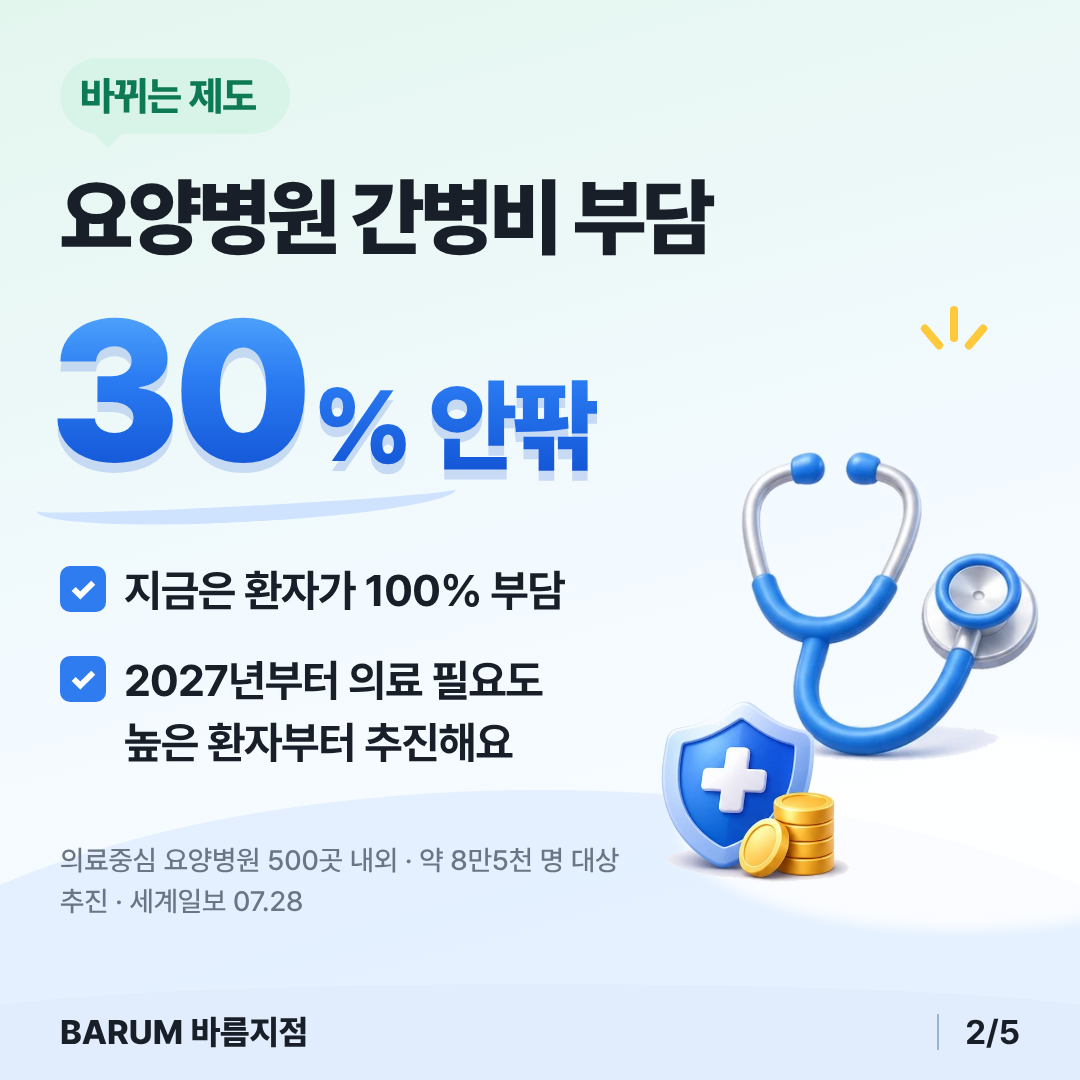 바뀌는 제도
요양병원 간병비 부담
30% 안팎
지금은 환자가 100% 부담
2027년부터 의료 필요도
높은 환자부터 추진해요
의료중심 요양병원 500곳 내외 · 약 8만5천 명 대상
추진 · 세계일보 07.28
BARUM 바름지점
2/5